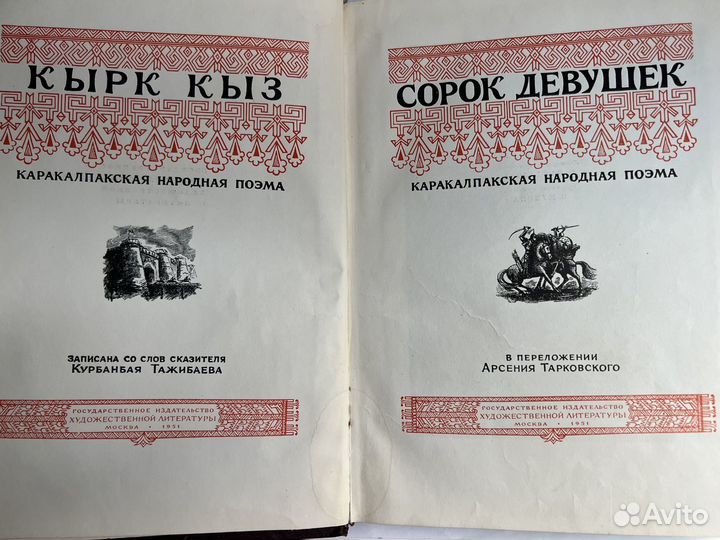 КЫРК КЫЗ
КАРАКАЛПАКСКАЯ НАРОДНАЯ ПОЭМА
ЗАПИСАНА СО СЛОВ СКАЗИТЕЛЯ
КУРБАНБАЯ ТАЖИБАЕВА
ГОСУДАРСТВЕННОЕ ИЗДАТЕЛЬСТВО
ХУДОЖЕСТВЕННОЙ ЛИТЕРАТУРЫ
МОСКВА • 1951
СОРОК ДЕВУШЕК
КАРАКАЛПАКСКАЯ НАРОДНАЯ ПОЭМА
В ПЕРЕЛОЖЕНИИ
АРСЕНИЯ ТАРКОВСКОГО
ГОСУДАРСТВЕННОЕ ИЗДАТЕЛЬСТВО
ХУДОЖЕСТВЕННОЙ ЛИТЕРАТУРЫ
МОСКВА • 1951
Avito